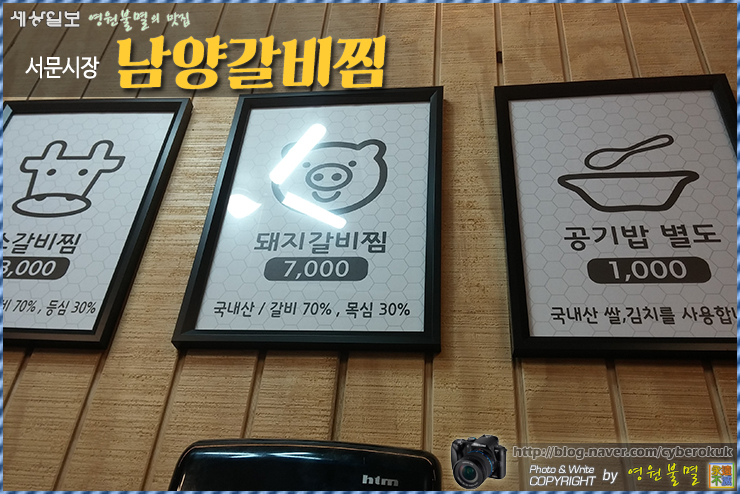 세상일보 영원불멸의 맛집
서문시장 남양갈비찜
소갈비찜
3,000
비 70% , 등심 30%
돼지갈비찜
7,000
국내산 / 갈비 70% , 목심 30%
공기밥 별도
1,000
국내산 쌀,김치를 사용합니
htm
http://blog.naver.com/cyberokuk
Photo & Write
COPYRIGHT by 영원불멸